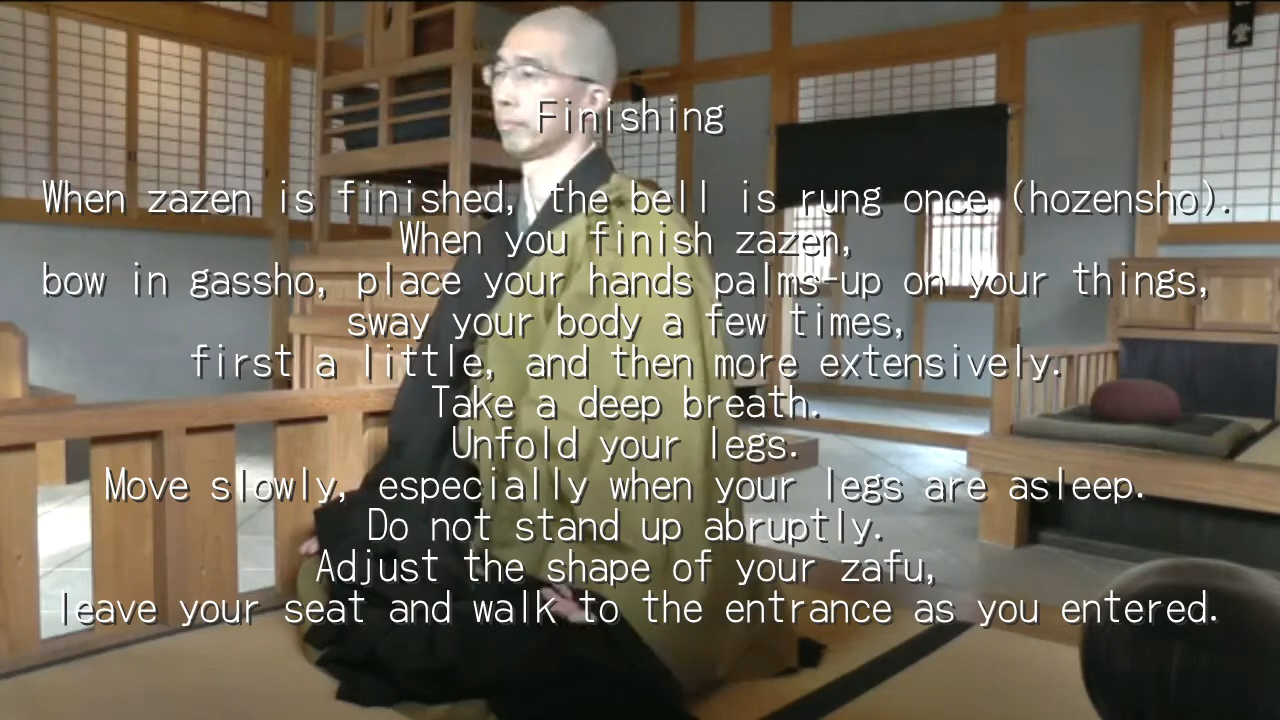 Finishing
When zazen is finished, the bell is rung once (hozensho).
When you finish zazen,
bow in gassho, place your hands palms-up on your things,
sway your body a few times,
first a little, and then more extensively.
Take a deep breath.
Unfold your legs.
Move slowly, especially when your legs are asleep.
Do not stand up abruptly.
Adjust the shape of your zafu,
leave your seat and walk to the entrance as you entered.
堂